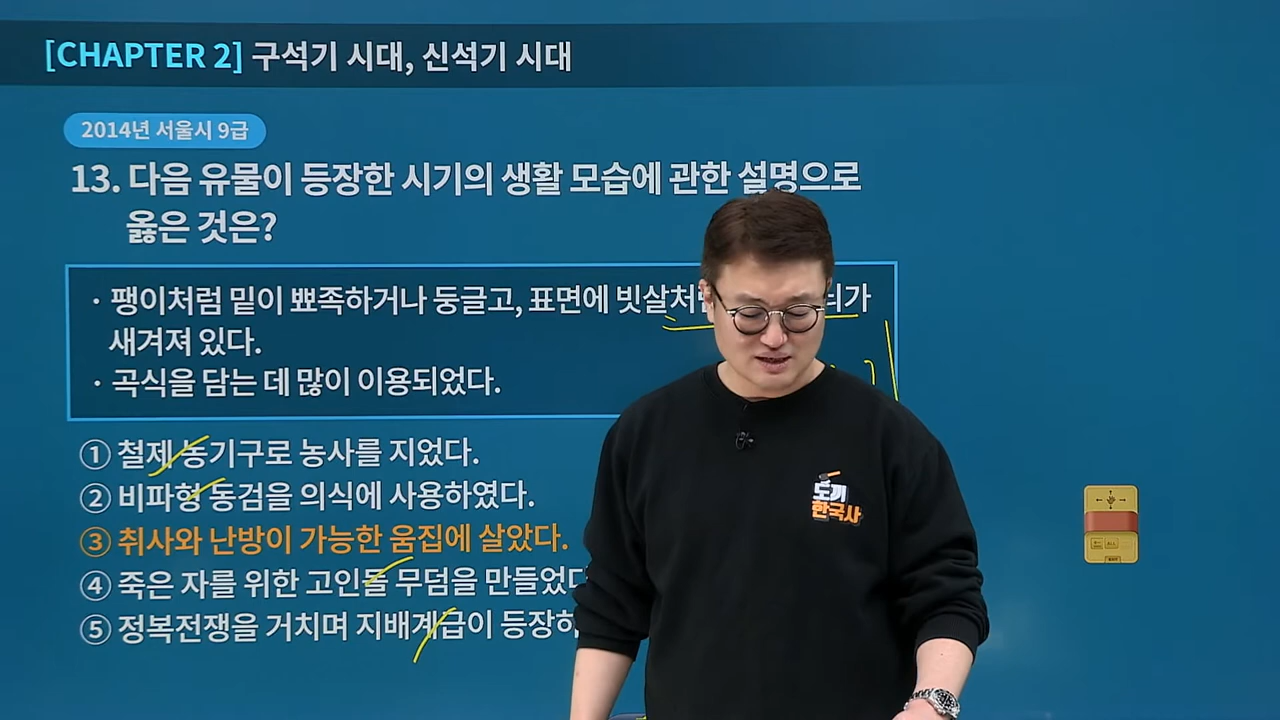 [CHAPTER 2] 구석기 시대, 신석기 시대
2014년 서울시 9급
13. 다음 유물이 등장한 시기의 생활 모습에 관한 설명으로
옳은 것은?
· 팽이처럼 밑이 뾰족하거나 둥글고, 표면에 빗살처
새겨져 있다.
· 곡식을 담는 데 많이 이용되었다.
① 철제 농기구로 농사를 지었다.
② 비파형 동검을 의식에 사용하였다.
③ 취사와 난방이 가능한 움집에 살았다.
④ 죽은 자를 위한 고인돌 무덤을 만들었
⑤ 정복전쟁을 거치며 지배계급이 등장하
도끼
한국사